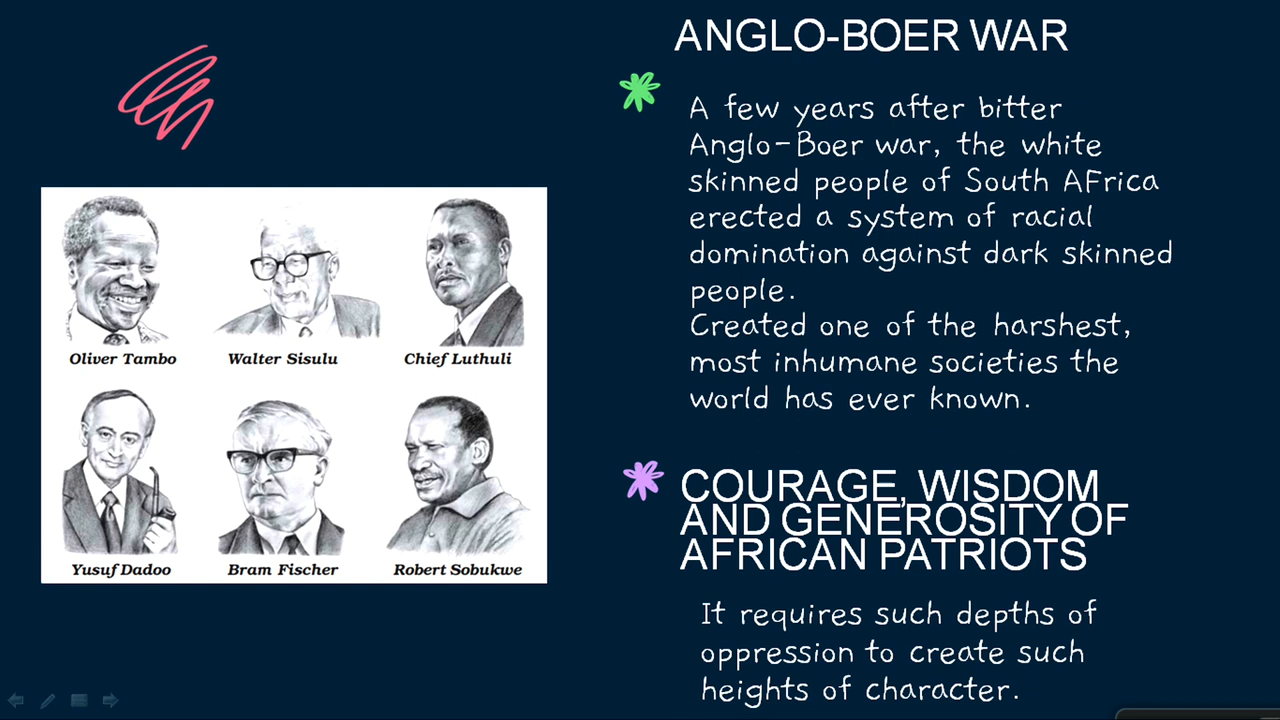 Oliver Tambo
Walter Sisulu
Chief Luthuli
Yusuf Dadoo
Bram Fischer
Robert Sobukwe
ANGLO-BOER WAR
A few years after bitter
Anglo-Boer war, the white
skinned people of South AFrica
erected a system of racial
domination against dark skinned
people.
Created one of the harshest,
most inhumane societies the
world has ever known.
COURAGE, WISDOM
AND GENEROSITY OF
AFRICAN PATRIOTS
It requires such depths of
oppression to create such
heights of character.